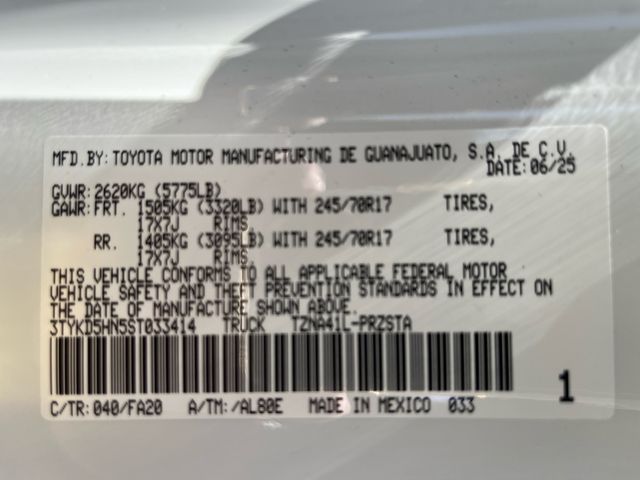 MFD.BY: TOYOTA MOTOR MANUFACTURING DE GUANAJUATO, S.A. DE C.V.
DATE: 06/25
GVWR: 2620KG (5775LB)
GAWR: FRT. 1505KG (3320LB) WITH 245/70R17 TIRES,
17X7J RIMS,
RR. 1405KG (3095LB) WITH 245/70R17 TIRES,
17X7J RIMS,
THIS VEHICLE CONFORMS TO ALL APPLICABLE FEDERAL MOTOR
VEHICLE SAFETY AND THEFT PREVENTION STANDARDS IN EFFECT ON
THE DATE OF MANUFACTURE SHOWN ABOVE.
3TYKD5HN5ST033414 TRUCK TZNA41L-PRZSTA
C/TR: 040/FA20 A/TM: /AL80E MADE IN MEXICO 033 1